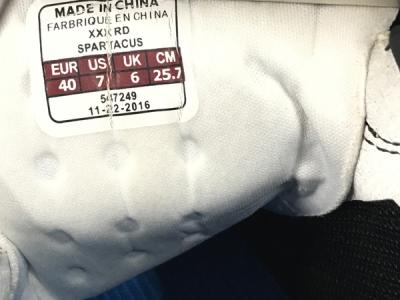 MADE IN CHINA
FARBRIQUE EN CHINA
XXXRD
SPARTACUS
EUR US UK CM
40 7 6 25.7
547249
11-22-2016